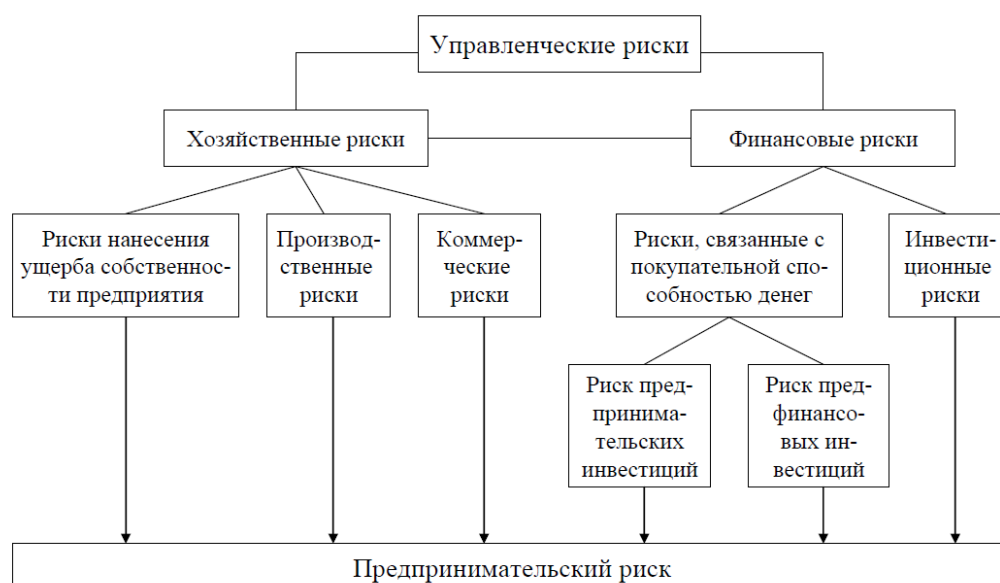 Управленческие риски
Хозяйственные риски
Финансовые риски
Риски нанесения
ущерба собственнос-
ти предприятия
Производ-
ственные
риски
Коммер-
ческие
риски
Риски, связанные с
покупательной спо-
собностью денег
Инвести-
ционные
риски
Риск пред-
принима-
тельских
инвестиций
Риск пред-
финансо-
вых ин-
вестиций
Предпринимательский риск